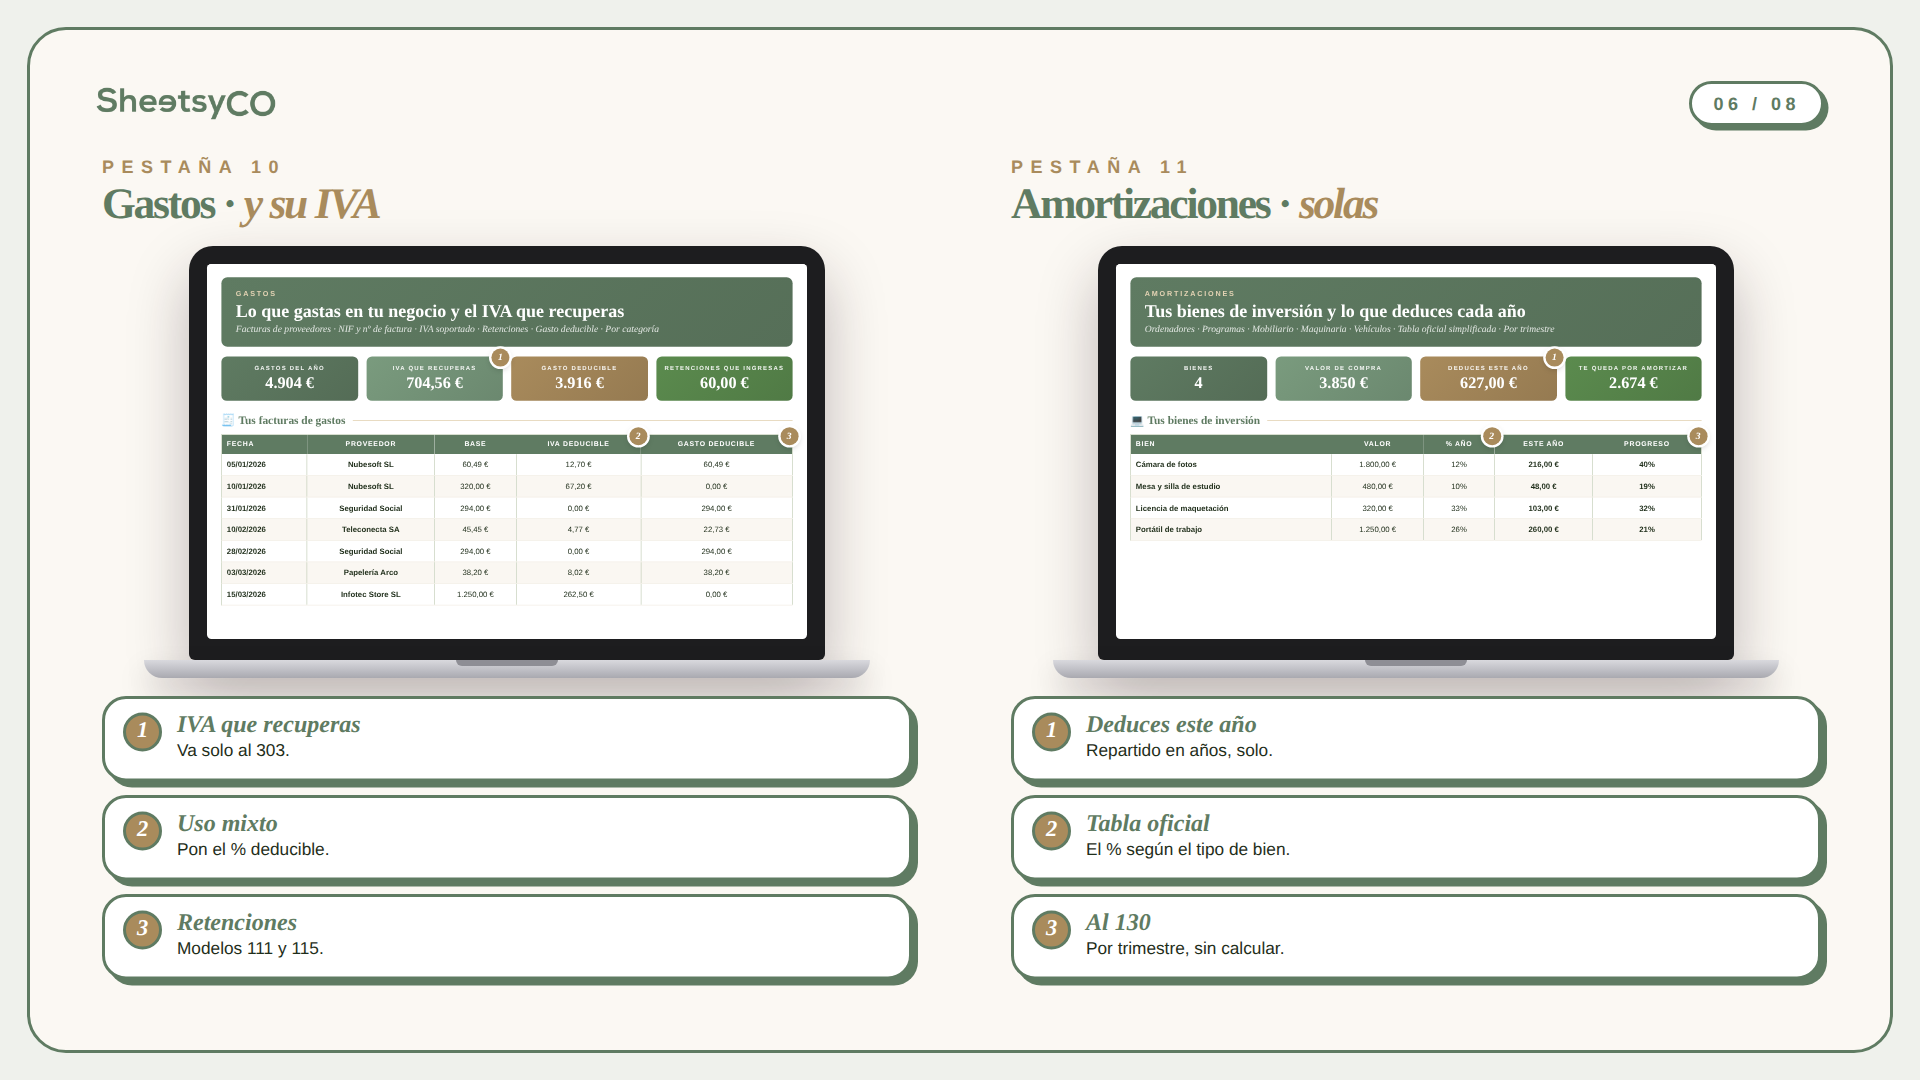 SheetsyCO
06 / 08
PESTAÑA 10
Gastos · y su IVA
GASTOS
Lo que gastas en tu negocio y el IVA que recuperas
Facturas de proveedores · NIF y nº de factura · IVA soportado · Retenciones · Gasto deducible · Por categoría
GASTOS DEL AÑO
4.904 €
IVA QUE RECUPERAS
704,56 €
1
GASTO DEDUCIBLE
3.916 €
RETENCIONES QUE INGRESAS
60,00 €
Tus facturas de gastos
FECHA PROVEEDOR BASE IVA DEDUCIBLE 2 GASTO DEDUCIBLE 3
05/01/2026 Nubesoft SL 60,49 € 12,70 € 60,49 €
10/01/2026 Nubesoft SL 320,00 € 67,20 € 0,00 €
31/01/2026 Seguridad Social 294,00 € 0,00 € 294,00 €
10/02/2026 Teleconecta SA 45,45 € 4,77 € 22,73 €
28/02/2026 Seguridad Social 294,00 € 0,00 € 294,00 €
03/03/2026 Papelería Arco 38,20 € 8,02 € 38,20 €
15/03/2026 Infotec Store SL 1.250,00 € 262,50 € 0,00 €
1 IVA que recuperas
Va solo al 303.
2 Uso mixto
Pon el % deducible.
3 Retenciones
Modelos 111 y 115.
PESTAÑA 11
Amortizaciones · solas
AMORTIZACIONES
Tus bienes de inversión y lo que deduces cada año
Ordenadores · Programas · Mobiliario · Maquinaria · Vehículos · Tabla oficial simplificada · Por trimestre
BIENES
4
VALOR DE COMPRA
3.850 €
DEDUCES ESTE AÑO
627,00 €
1
TE QUEDA POR AMORTIZAR
2.674 €
Tus bienes de inversión
BIEN VALOR % AÑO 2 ESTE AÑO PROGRESO 3
Cámara de fotos 1.800,00 € 12% 216,00 € 40%
Mesa y silla de estudio 480,00 € 10% 48,00 € 19%
Licencia de maquetación 320,00 € 33% 103,00 € 32%
Portátil de trabajo 1.250,00 € 26% 260,00 € 21%
1 Deduces este año
Repartido en años, solo.
2 Tabla oficial
El % según el tipo de bien.
3 Al 130
Por trimestre, sin calcular.